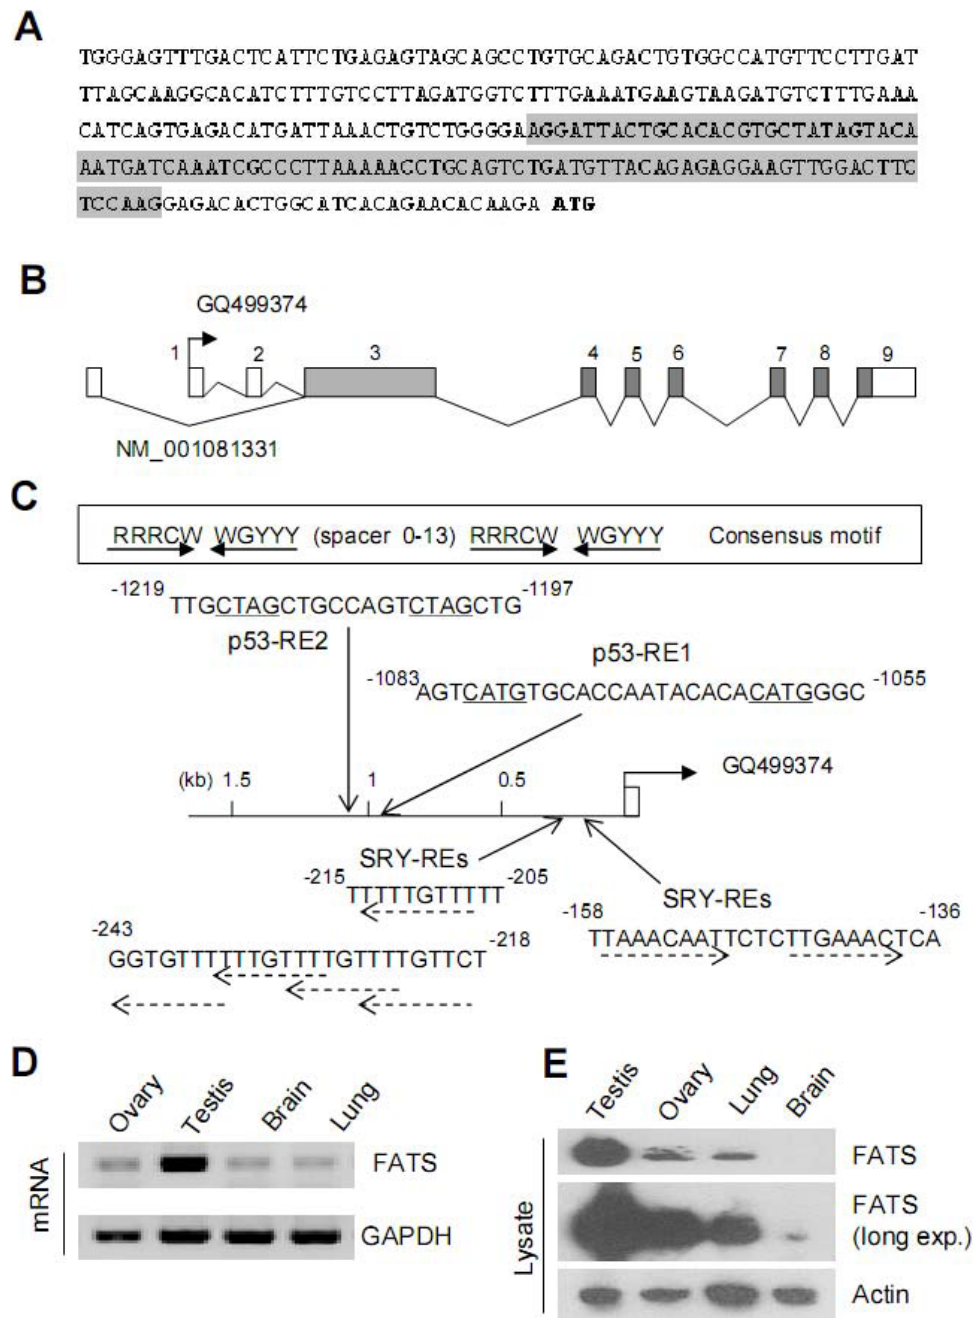 A
TGGGAGTTTGACTCATTCTGAGAGTAGCAGCCTGTGCAGACTGTGGCCATGTTCCTTGAT
TTAGCAAGGCACATCTTTGTCCTTAGATGGTCTTTGAAATGAAGTAAGATGTCTTTGAAA
CATCAGTGAGACATGATTAAACTGTCTGGGGAAGGATTACTGCACACGTGCTATAGTACA
AATGATCAAATCGCCCTTAAAAACCTGCAGTCTGATGTTACAGAGAGGAAGTTGGACTTC
TCCAAGGAGACACTGGCATCACAGAACACAAGA ATG
B
GQ499374
1 2 3 4 5 6 7 8 9
NM_001081331
C
RRRCW WGYYY (spacer 0-13) RRRCW WGYYY Consensus motif
-1219 TTGCTAGCTGCCAGTCTAGCTG -1197
p53-RE2
p53-RE1
-1083 AGTCATGTGCACCAATACACACATGGGC -1055
GQ499374
(kb) 1.5 1 0.5
SRY-REs
-215 TTTTTGTTTTT -205
SRY-REs
-158 TTAAACAATTCTCTTGAAACTCA -136
-243 GGTGTTTTTTGTTTTGTTTTGTTCT -218
D
Ovary Testis Brain Lung
mRNA
FATS
GAPDH
E
Testis Ovary Lung Brain
Lysate
FATS
FATS
(long exp.)
Actin